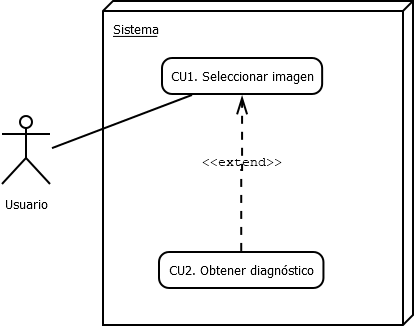 Sistema
CU1. Seleccionar imagen
<<extend>>
Usuario
CU2. Obtener diagnóstico